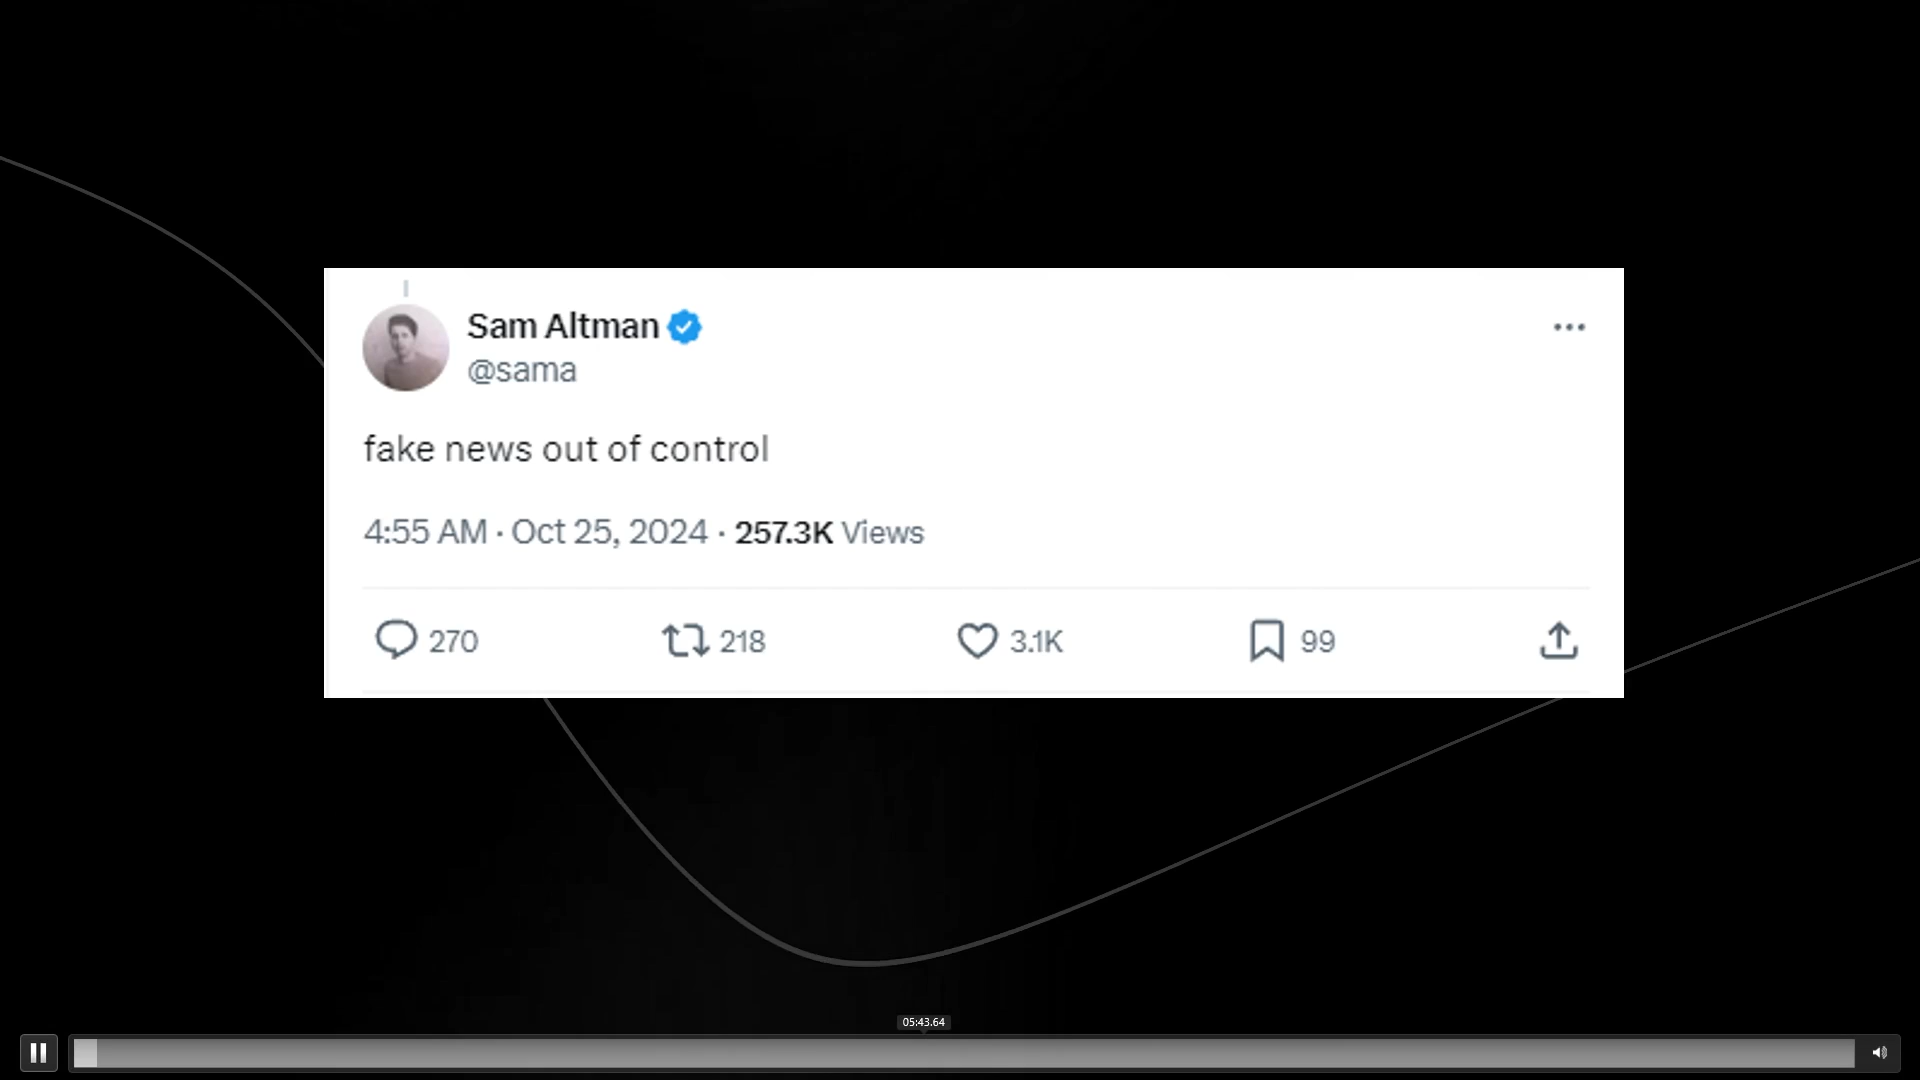 Sam Altman
@sama
fake news out of control
4:55 AM · Oct 25, 2024 · 257.3K Views
270 218 3.1K 99
05:43.64